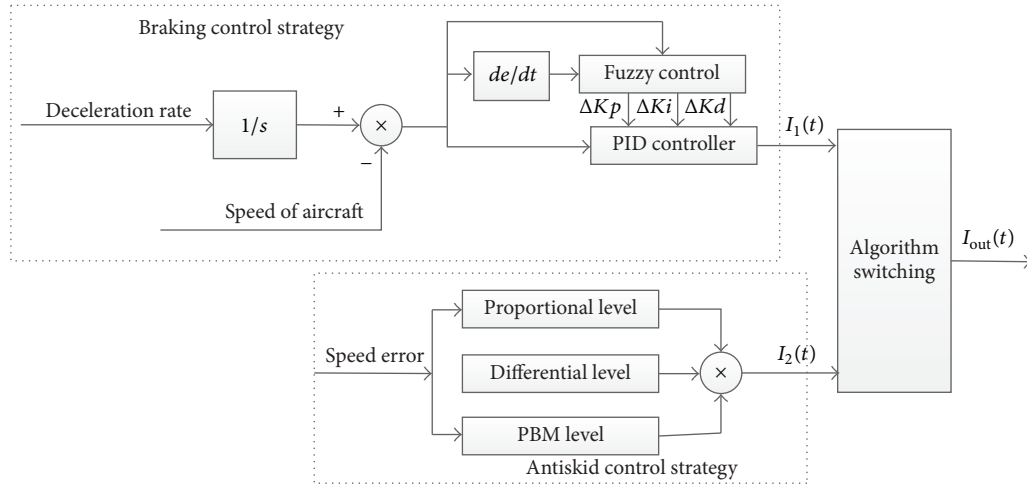 Braking control strategy
de/dt
Fuzzy control
ΔKp ΔKi ΔKd
Deceleration rate
1/s
+
×
−
PID controller
I₁(t)
Speed of aircraft
Algorithm
switching
Iout(t)
Proportional level
Speed error
Differential level
×
I₂(t)
PBM level
Antiskid control strategy